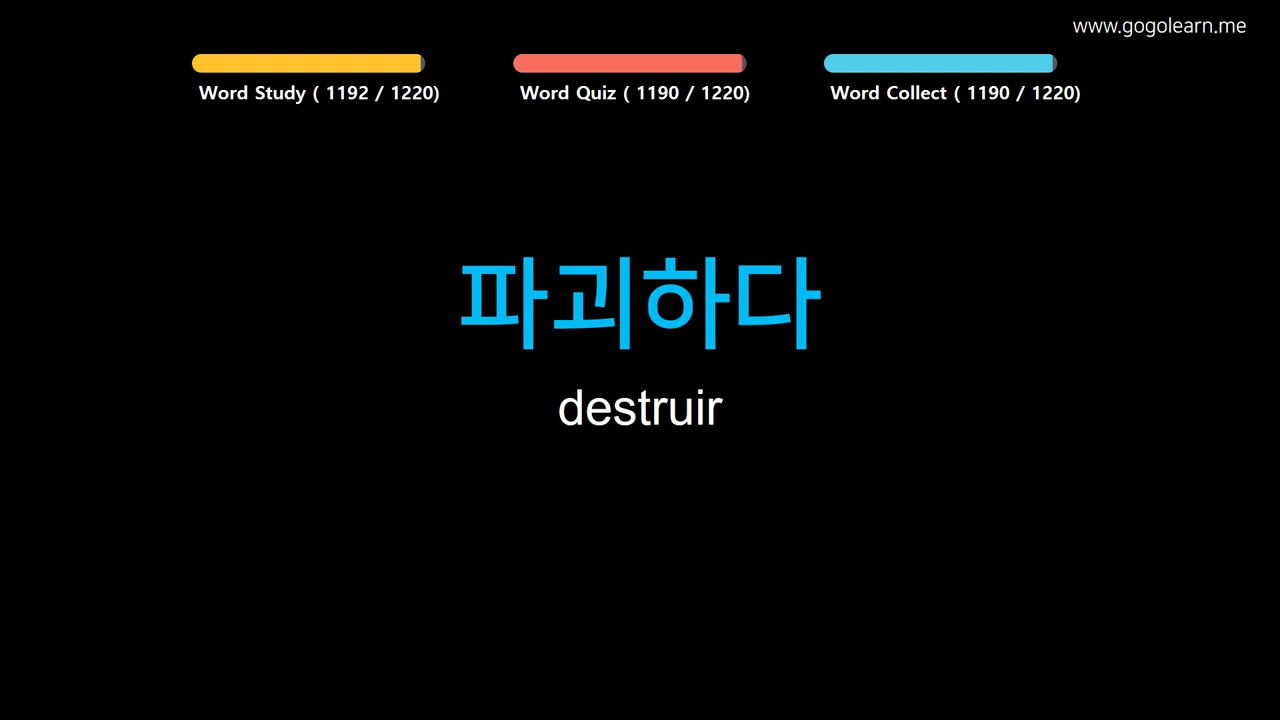 www.gogolearn.me
Word Study ( 1192 / 1220)
Word Quiz ( 1190 / 1220)
Word Collect ( 1190 / 1220)
파괴하다
destruir